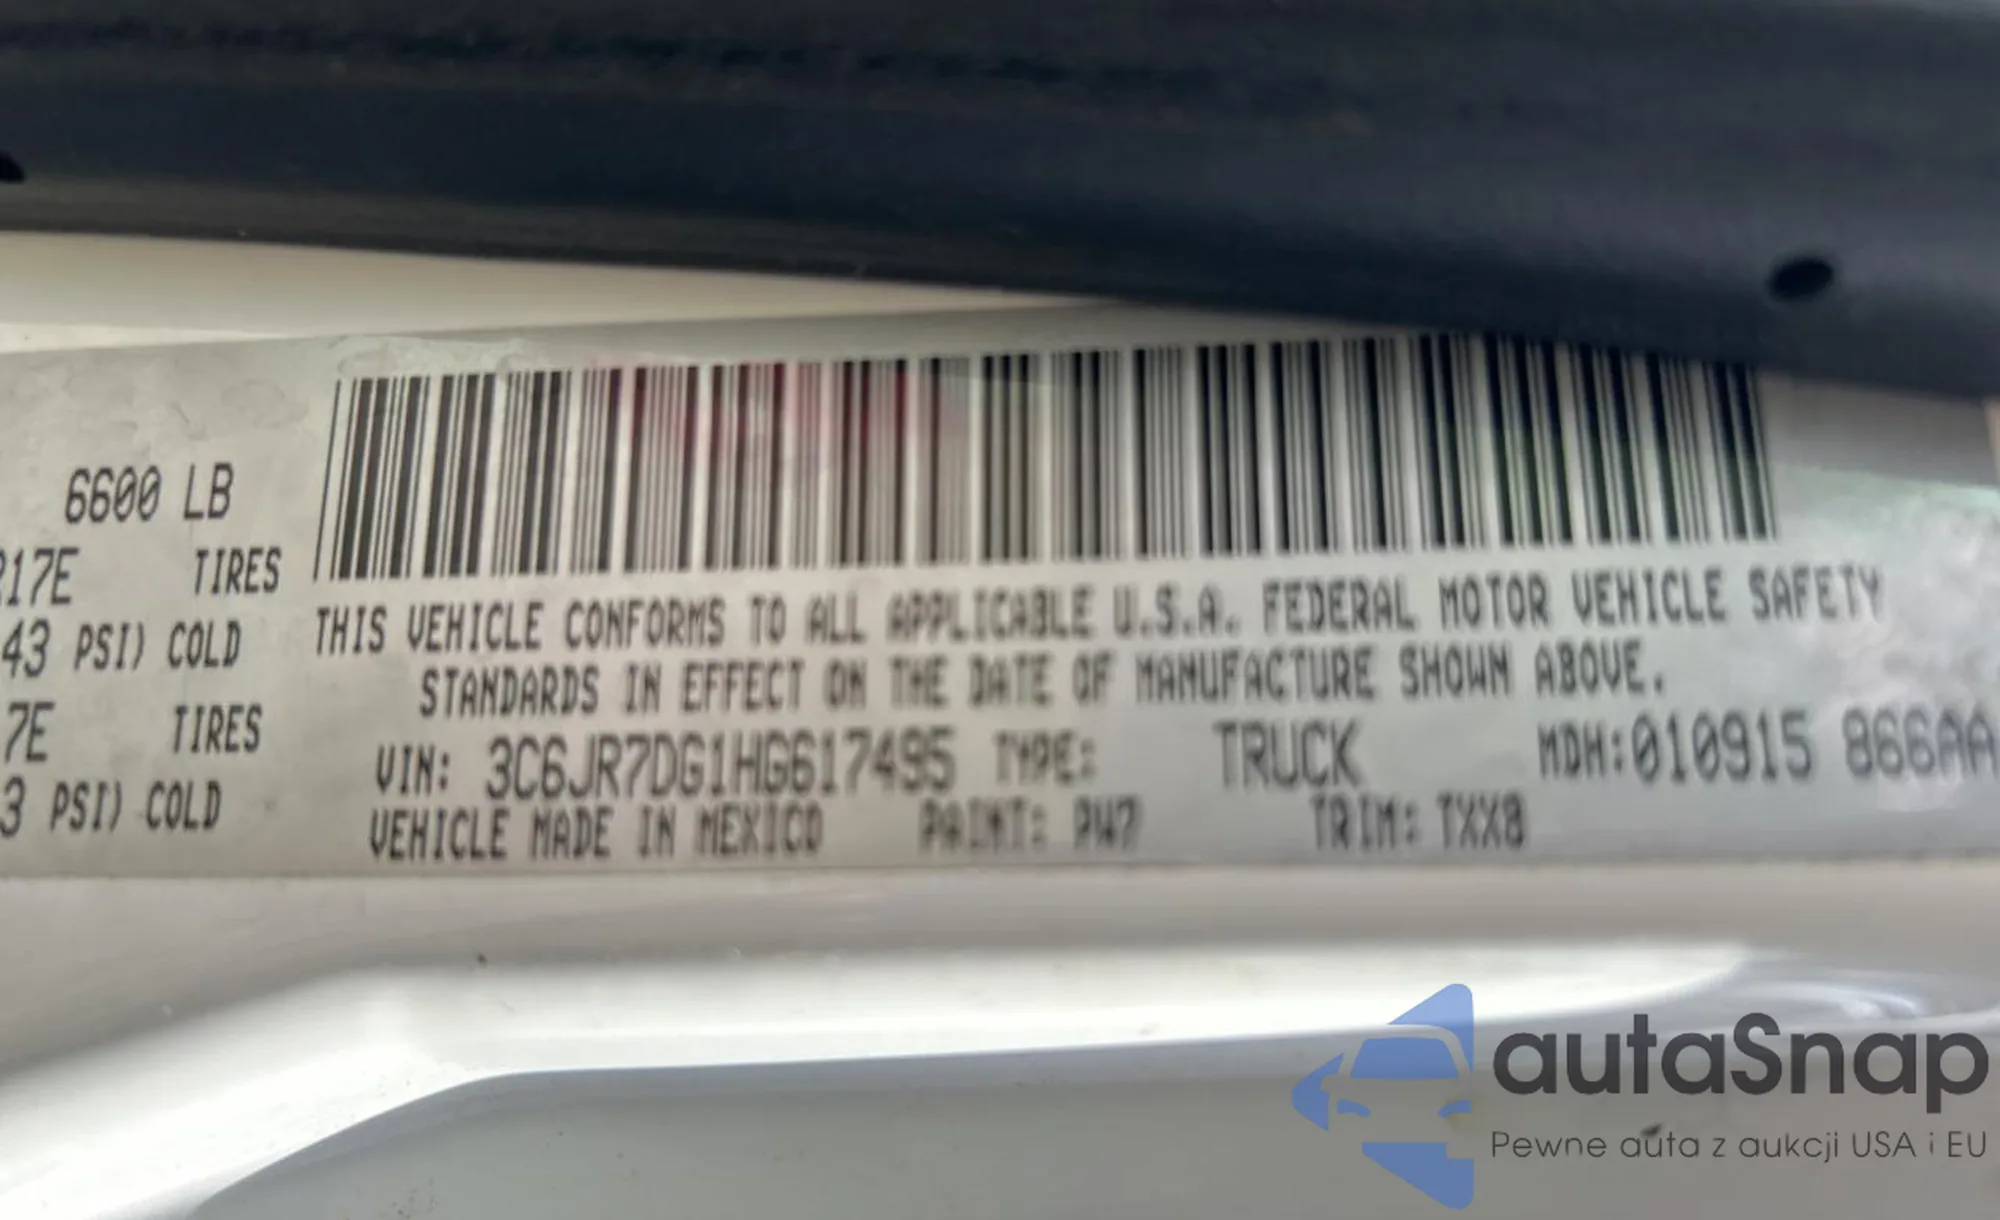 6600 LB
R17E TIRES
43 PSI) COLD
7E TIRES
3 PSI) COLD
THIS VEHICLE CONFORMS TO ALL APPLICABLE U.S.A. FEDERAL MOTOR VEHICLE SAFETY
STANDARDS IN EFFECT ON THE DATE OF MANUFACTURE SHOWN ABOVE.
VIN: 3C6JR7DG1HG617495 TYPE: TRUCK MDH:010915 866AA
VEHICLE MADE IN MEXICO PAINT: PW7 TRIM: TXX8
autaSnap
Pewne auta z aukcji USA i EU